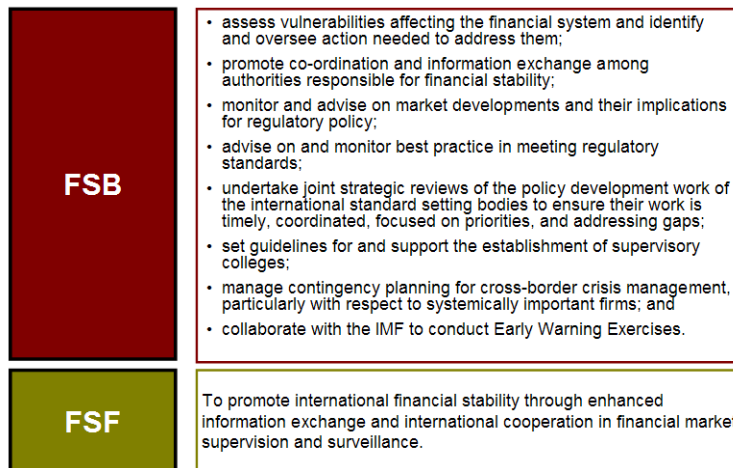 FSB
• assess vulnerabilities affecting the financial system and identify
and oversee action needed to address them;
• promote co-ordination and information exchange among
authorities responsible for financial stability;
• monitor and advise on market developments and their implications
for regulatory policy;
• advise on and monitor best practice in meeting regulatory
standards;
• undertake joint strategic reviews of the policy development work of
the international standard setting bodies to ensure their work is
timely, coordinated, focused on priorities, and addressing gaps;
• set guidelines for and support the establishment of supervisory
colleges;
• manage contingency planning for cross-border crisis management,
particularly with respect to systemically important firms; and
• collaborate with the IMF to conduct Early Warning Exercises.
FSF
To promote international financial stability through enhanced
information exchange and international cooperation in financial market
supervision and surveillance.